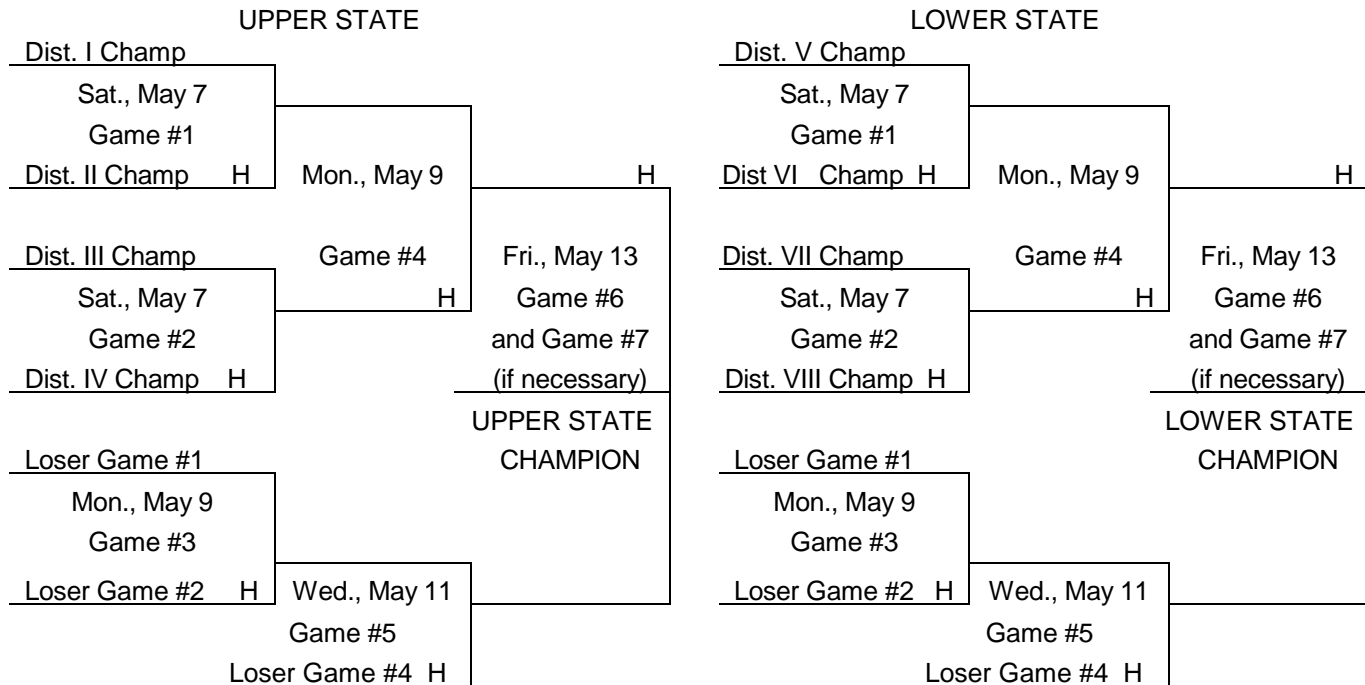 UPPER STATE
Dist. I Champ
Sat., May 7
Game #1
Dist. II Champ H
Mon., May 9
H
Dist. III Champ
Game #4
Fri., May 13
Sat., May 7
H
Game #6
Game #2
and Game #7
Dist. IV Champ H
(if necessary)
UPPER STATE
CHAMPION
Loser Game #1
Mon., May 9
Game #3
Loser Game #2 H
Wed., May 11
Game #5
Loser Game #4 H
LOWER STATE
Dist. V Champ
Sat., May 7
Game #1
Dist VI Champ H
Mon., May 9
H
Dist. VII Champ
Game #4
Fri., May 13
Sat., May 7
H
Game #6
Game #2
and Game #7
Dist. VIII Champ H
(if necessary)
LOWER STATE
CHAMPION
Loser Game #1
Mon., May 9
Game #3
Loser Game #2 H
Wed., May 11
Game #5
Loser Game #4 H